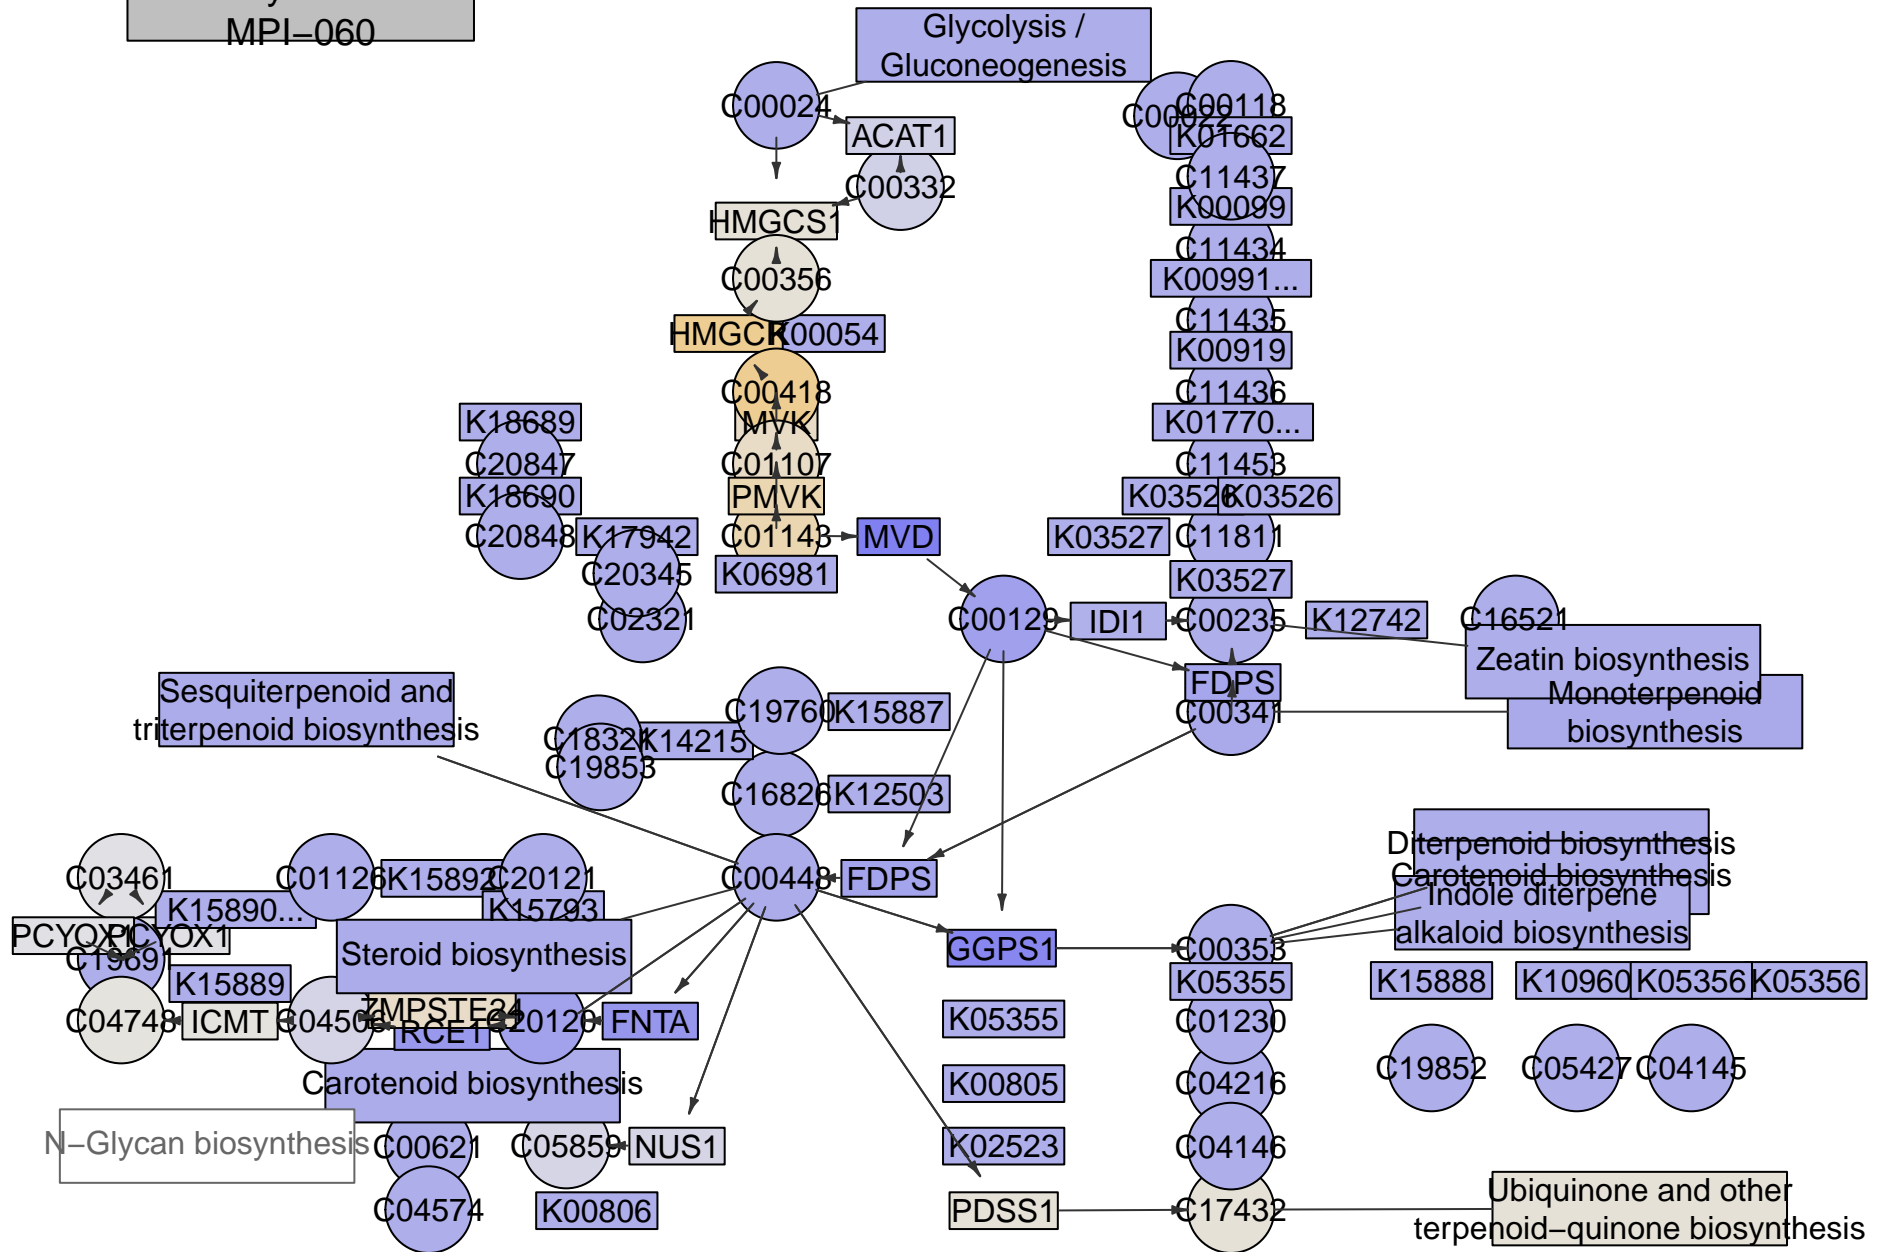 MPI−060
Glycolysis /
Gluconeogenesis
C00024
C00118
C00022
ACAT1
K01662
C00332
C11437
K00099
HMGCS1
C11434
C00356
K00991...
C11435
HMGCR
K00054
K00919
C00418
C11436
K18689
MVK
K01770...
C20847
C01107
C11453
K18690
PMVK
K03526
K03526
C20848
K17942
C01143
MVD
K03527
C11811
C20345
K06981
K03527
C02321
C00129
IDI1
C00235
K12742
C16521
Zeatin biosynthesis
Sesquiterpenoid and
triterpenoid biosynthesis
FDPS
Monoterpenoid
biosynthesis
C19760
K15887
C00341
C18321
K14215
C19853
C16826
K12503
Diterpenoid biosynthesis
C03461
C01126
K15892
C20121
C00448
FDPS
Carotenoid biosynthesis
K15890...
K15793
Indole diterpene
alkaloid biosynthesis
PCYOX1
PCYOX1
Steroid biosynthesis
GGPS1
C00353
C19691
K15889
K05355
K15888
K10960
K05356
K05356
ZMPSTE24
C04748
ICMT
C04506
RCE1
C20120
FNTA
K05355
C01230
C19852
C05427
C04145
Carotenoid biosynthesis
K00805
C04216
N−Glycan biosynthesis
C00621
C05859
NUS1
K02523
C04146
C04574
K00806
PDSS1
C17432
Ubiquinone and other
terpenoid−quinone biosynthesis